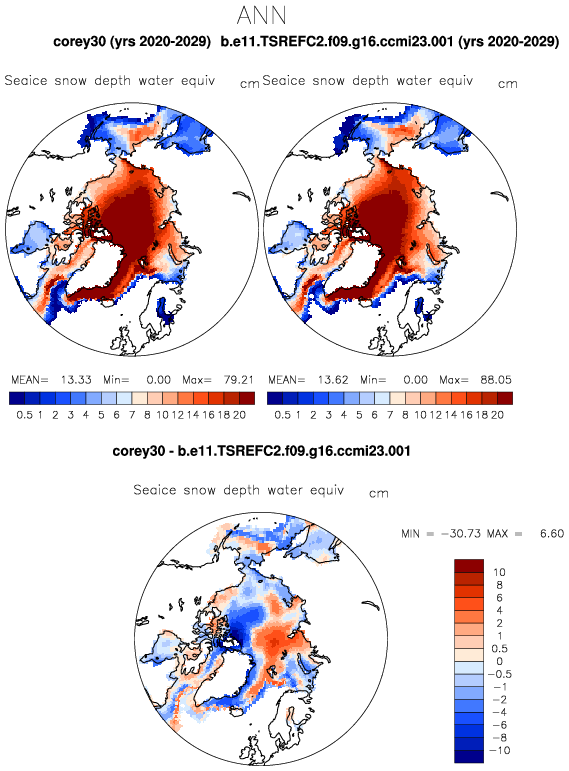 ANN
corey30 (yrs 2020-2029) b.e11.TSREFC2.f09.g16.ccmi23.001 (yrs 2020-2029)
Seaice snow depth water equiv cm Seaice snow depth water equiv cm
MEAN= 13.33 Min= 0.00 Max= 79.21 MEAN= 13.62 Min= 0.00 Max= 88.05
0.5 1 2 3 4 5 6 7 8 10 12 14 16 18 20 0.5 1 2 3 4 5 6 7 8 10 12 14 16 18 20
corey30 - b.e11.TSREFC2.f09.g16.ccmi23.001
Seaice snow depth water equiv cm
MIN = -30.73 MAX = 6.60
10
8
6
4
2
1
0.5
0
-0.5
-1
-2
-4
-6
-8
-10